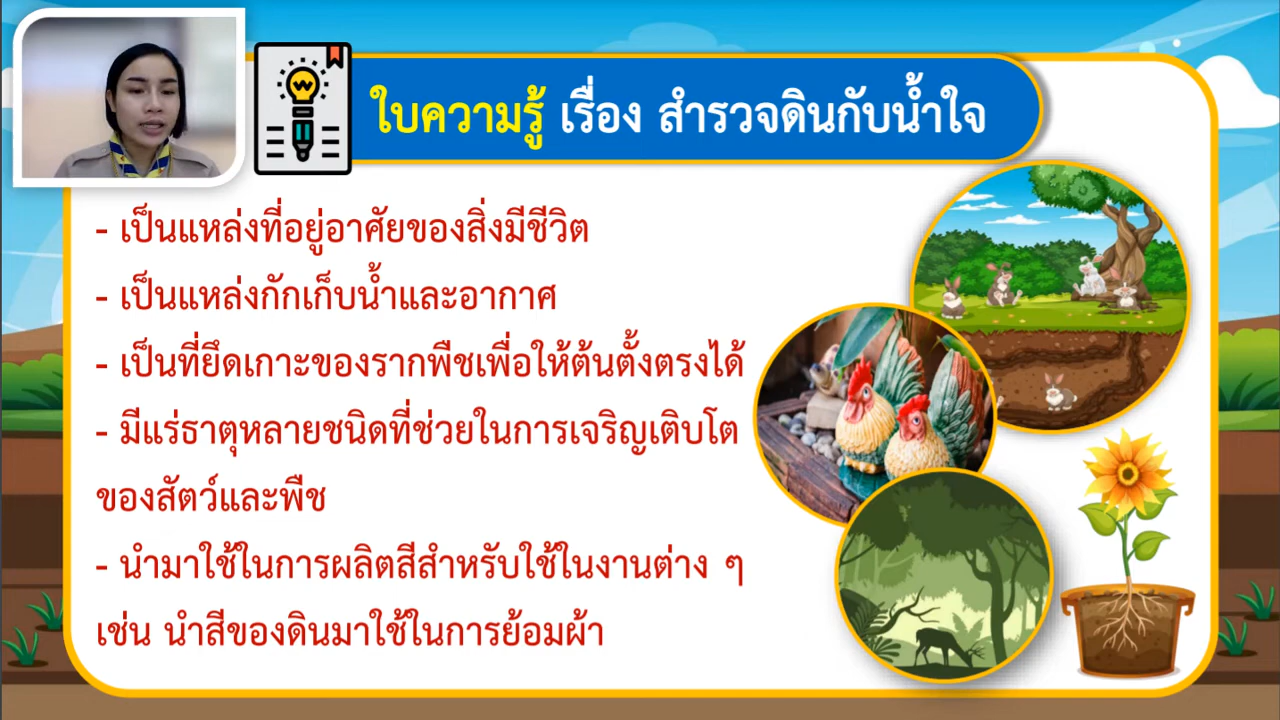 ใบความรู้ เรื่อง สำรวจดินกับน้ำใจ
- เป็นแหล่งที่อยู่อาศัยของสิ่งมีชีวิต
- เป็นแหล่งกักเก็บน้ำและอากาศ
- เป็นที่ยึดเกาะของรากพืชเพื่อให้ต้นตั้งตรงได้
- มีแร่ธาตุหลายชนิดที่ช่วยในการเจริญเติบโต
ของสัตว์และพืช
- นำมาใช้ในการผลิตสีสำหรับใช้ในงานต่าง ๆ
เช่น นำสีของดินมาใช้ในการย้อมผ้า